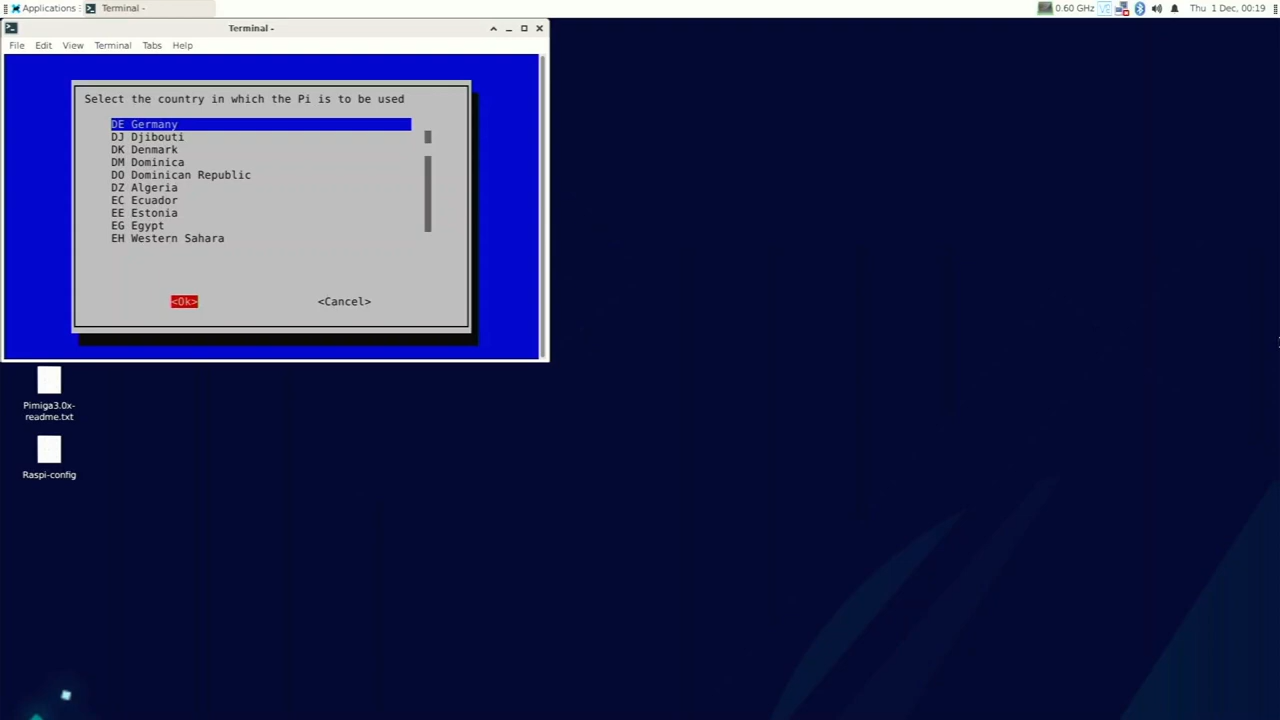 Applications
Terminal -
0.60 GHz
Thu 1 Dec, 00:19
Terminal -
File Edit View Terminal Tabs Help
Select the country in which the Pi is to be used
DE Germany
DJ Djibouti
DK Denmark
DM Dominica
DO Dominican Republic
DZ Algeria
EC Ecuador
EE Estonia
EG Egypt
EH Western Sahara
<Ok> <Cancel>
Pimiga3.0x-
readme.txt
Raspi-config